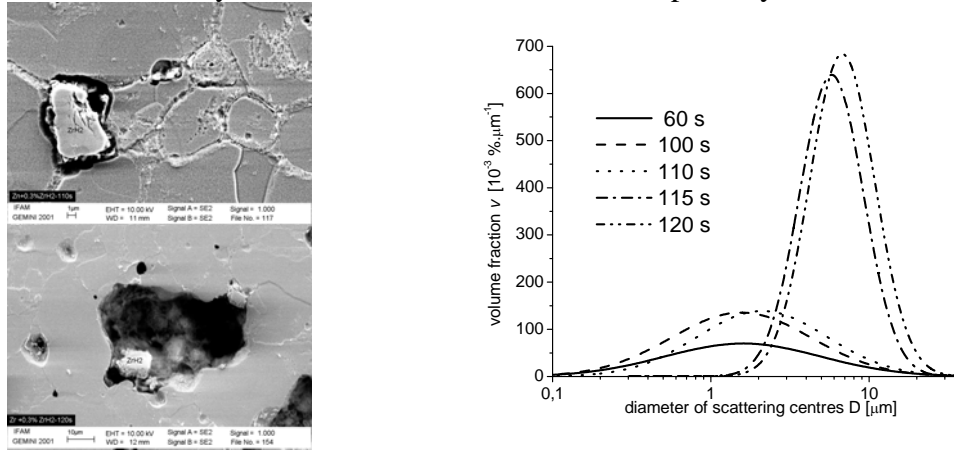 ZrH2
Zn+0.3%ZrH2-110s
IFAM
GEMINI 2001
1µm
EHT = 10.00 kV
WD = 11 mm
Signal A = SE2
Signal B = SE2
Signal = 1.000
File No. = 117
ZrH2
Zr +0.3% ZrH2-120s
IFAM
GEMINI 2001
10µm
EHT = 10.00 kV
WD = 12 mm
Signal A = SE2
Signal B = SE2
Signal = 1.000
File No. = 154
700
600
500
400
300
200
100
0
volume fraction v [10⁻³ %.µm⁻¹]
60 s
100 s
110 s
115 s
120 s
0,1
1
10
diameter of scattering centres D [µm]